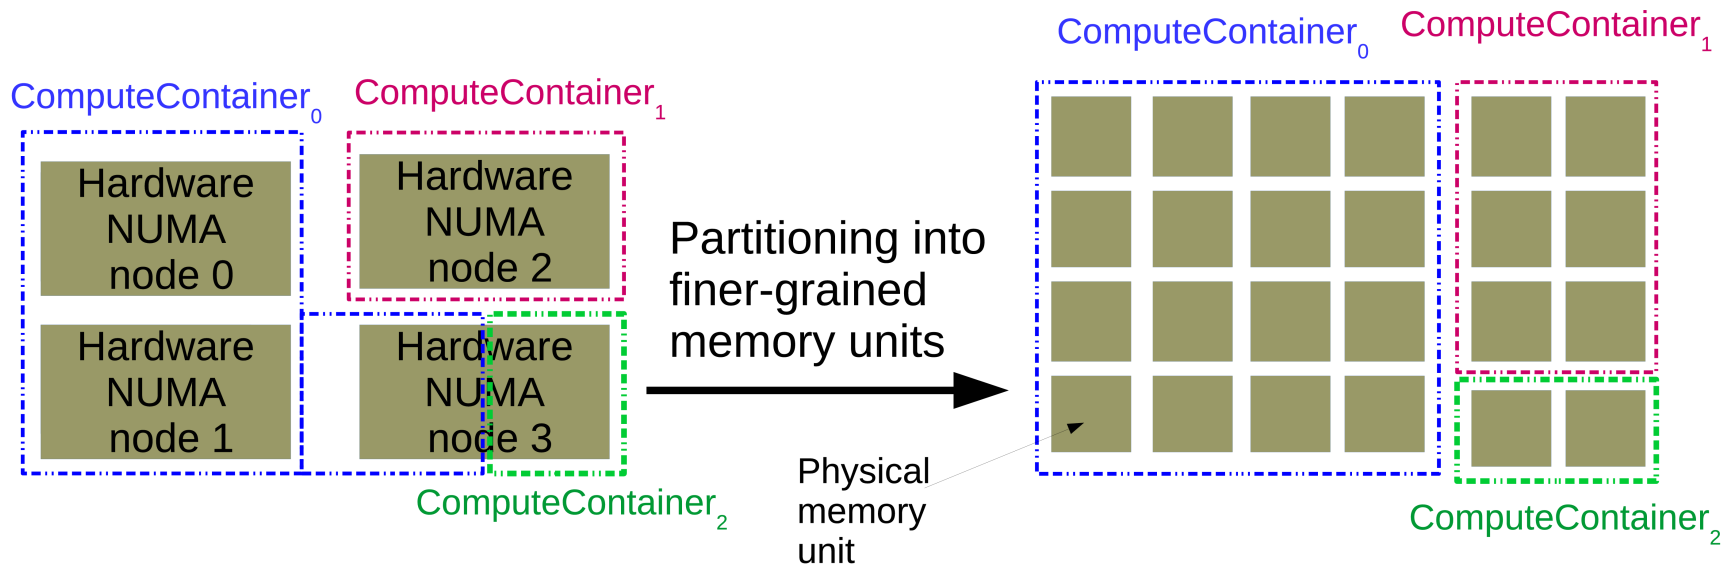 ComputeContainer0
ComputeContainer1
Hardware
NUMA
node 0
Hardware
NUMA
node 2
Hardware
NUMA
node 1
Hardware
NUMA
node 3
ComputeContainer2
Partitioning into
finer-grained
memory units
Physical
memory
unit
ComputeContainer0
ComputeContainer1
ComputeContainer2